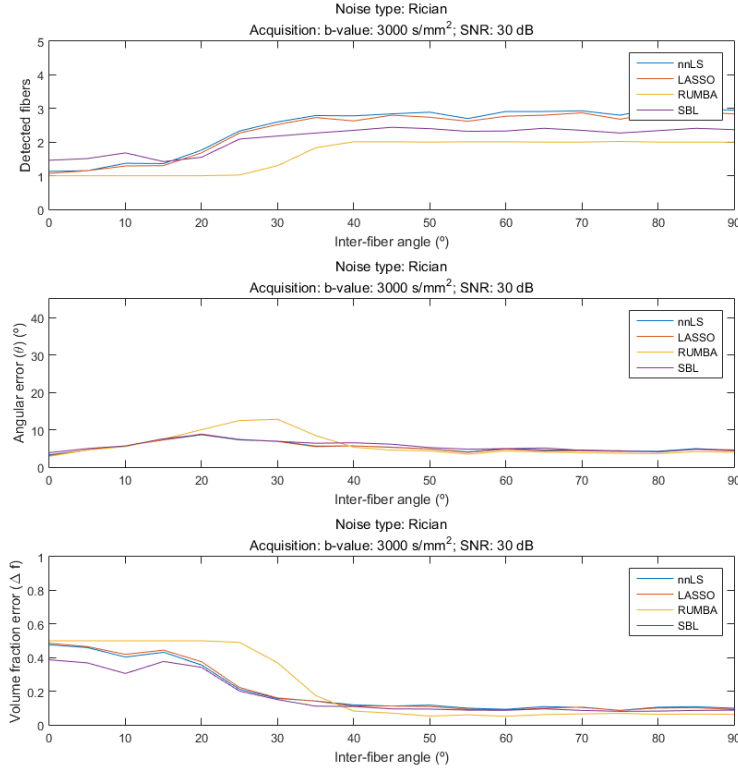 Noise type: Rician
Acquisition: b-value: 3000 s/mm²; SNR: 30 dB
5
4
3
2
1
0
Detected fibers
nnLS
LASSO
RUMBA
SBL
0 10 20 30 40 50 60 70 80 90
Inter-fiber angle (º)
Noise type: Rician
Acquisition: b-value: 3000 s/mm²; SNR: 30 dB
40
30
20
10
0
Angular error (θ) (º)
nnLS
LASSO
RUMBA
SBL
0 10 20 30 40 50 60 70 80 90
Inter-fiber angle (º)
Noise type: Rician
Acquisition: b-value: 3000 s/mm²; SNR: 30 dB
1
0.8
0.6
0.4
0.2
0
Volume fraction error (Δ f)
nnLS
LASSO
RUMBA
SBL
0 10 20 30 40 50 60 70 80 90
Inter-fiber angle (º)